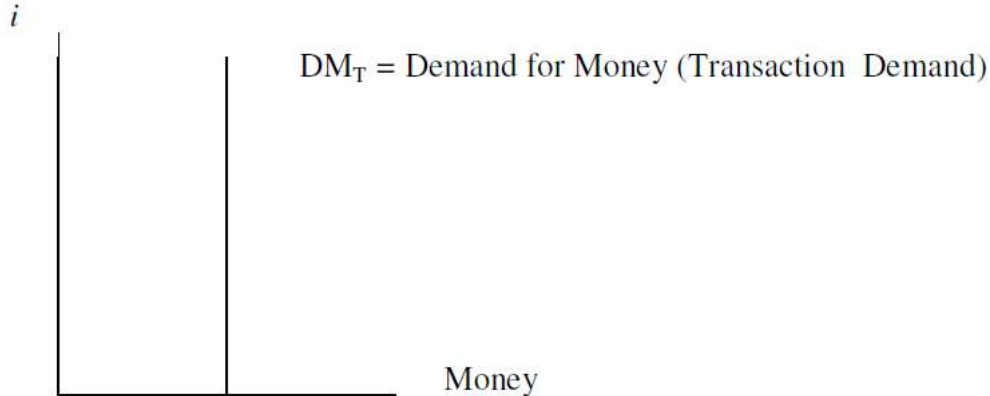 i
DM_T = Demand for Money (Transaction Demand)
Money